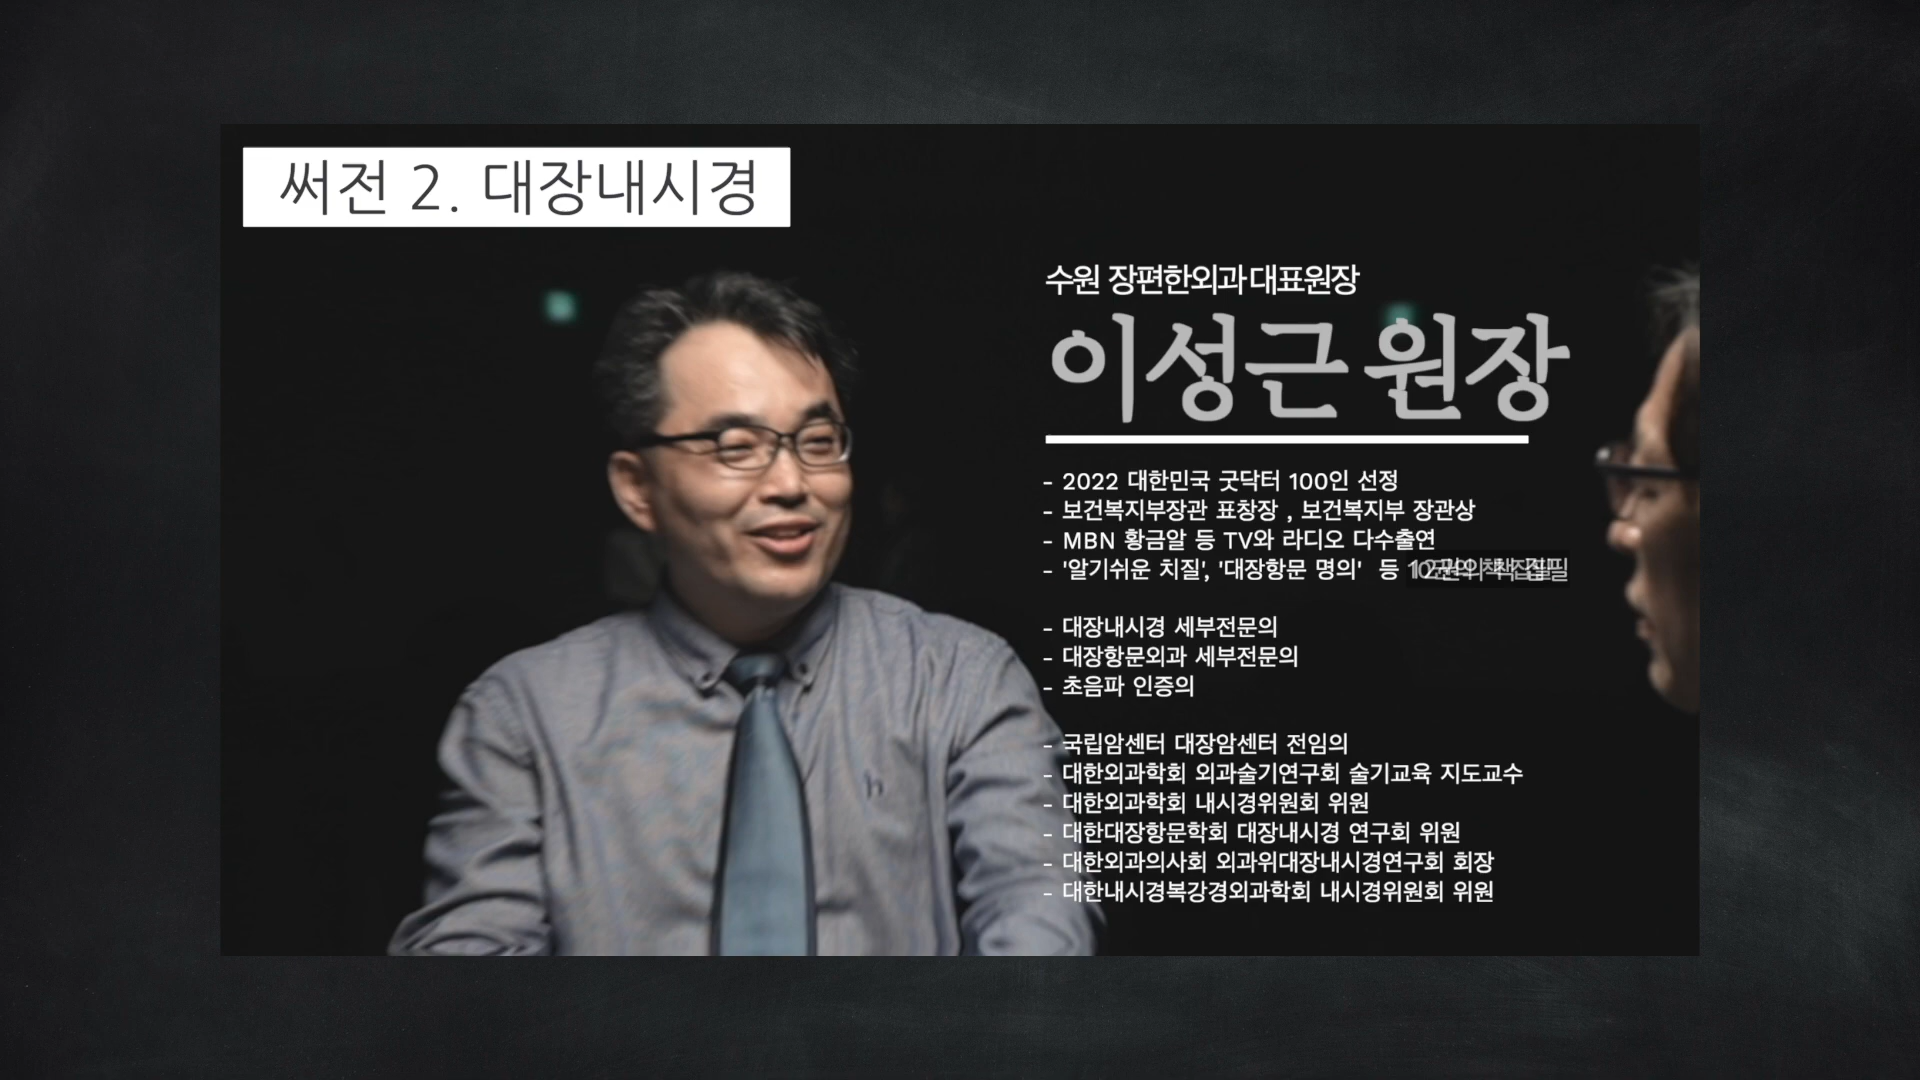 써전 2. 대장내시경
수원 장편한외과대표원장
이성근 원장
- 2022 대한민국 굿닥터 100인 선정
- 보건복지부장관 표창장 , 보건복지부 장관상
- MBN 황금알 등 TV와 라디오 다수출연
- '알기쉬운 치질', '대장항문 명의' 등
- 대장내시경 세부전문의
- 대장항문외과 세부전문의
- 초음파 인증의
- 국립암센터 대장암센터 전임의
- 대한외과학회 외과술기연구회 술기교육 지도교수
- 대한외과학회 내시경위원회 위원
- 대한대장항문학회 대장내시경 연구회 위원
- 대한외과의사회 외과위대장내시경연구회 회장
- 대한내시경복강경외과학회 내시경위원회 위원